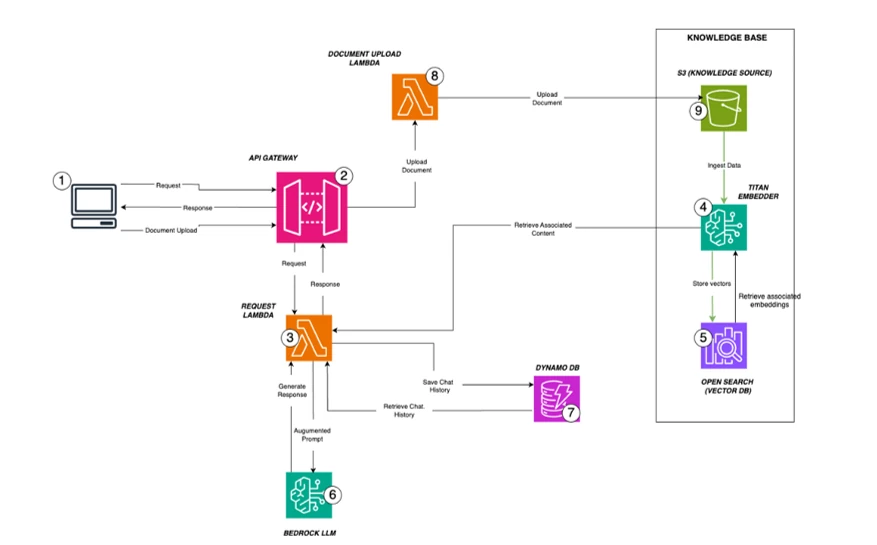 KNOWLEDGE BASE
DOCUMENT UPLOAD
LAMBDA
8
Upload
Document
S3 (KNOWLEDGE SOURCE)
9
Upload
Document
Ingest Data
API GATEWAY
1
2
Request
Response
Document Upload
</>
TITAN
EMBEDDER
4
Retrieve Associated
Content
Request
Response
Store vectors
Retrieve associated
embeddings
REQUEST
LAMBDA
3
5
OPEN SEARCH
(VECTOR DB)
DYNAMO DB
Save Chat
History
7
Retrieve Chat.
History
Generate
Response
Augumented
Prompt
6
BEDROCK LLM